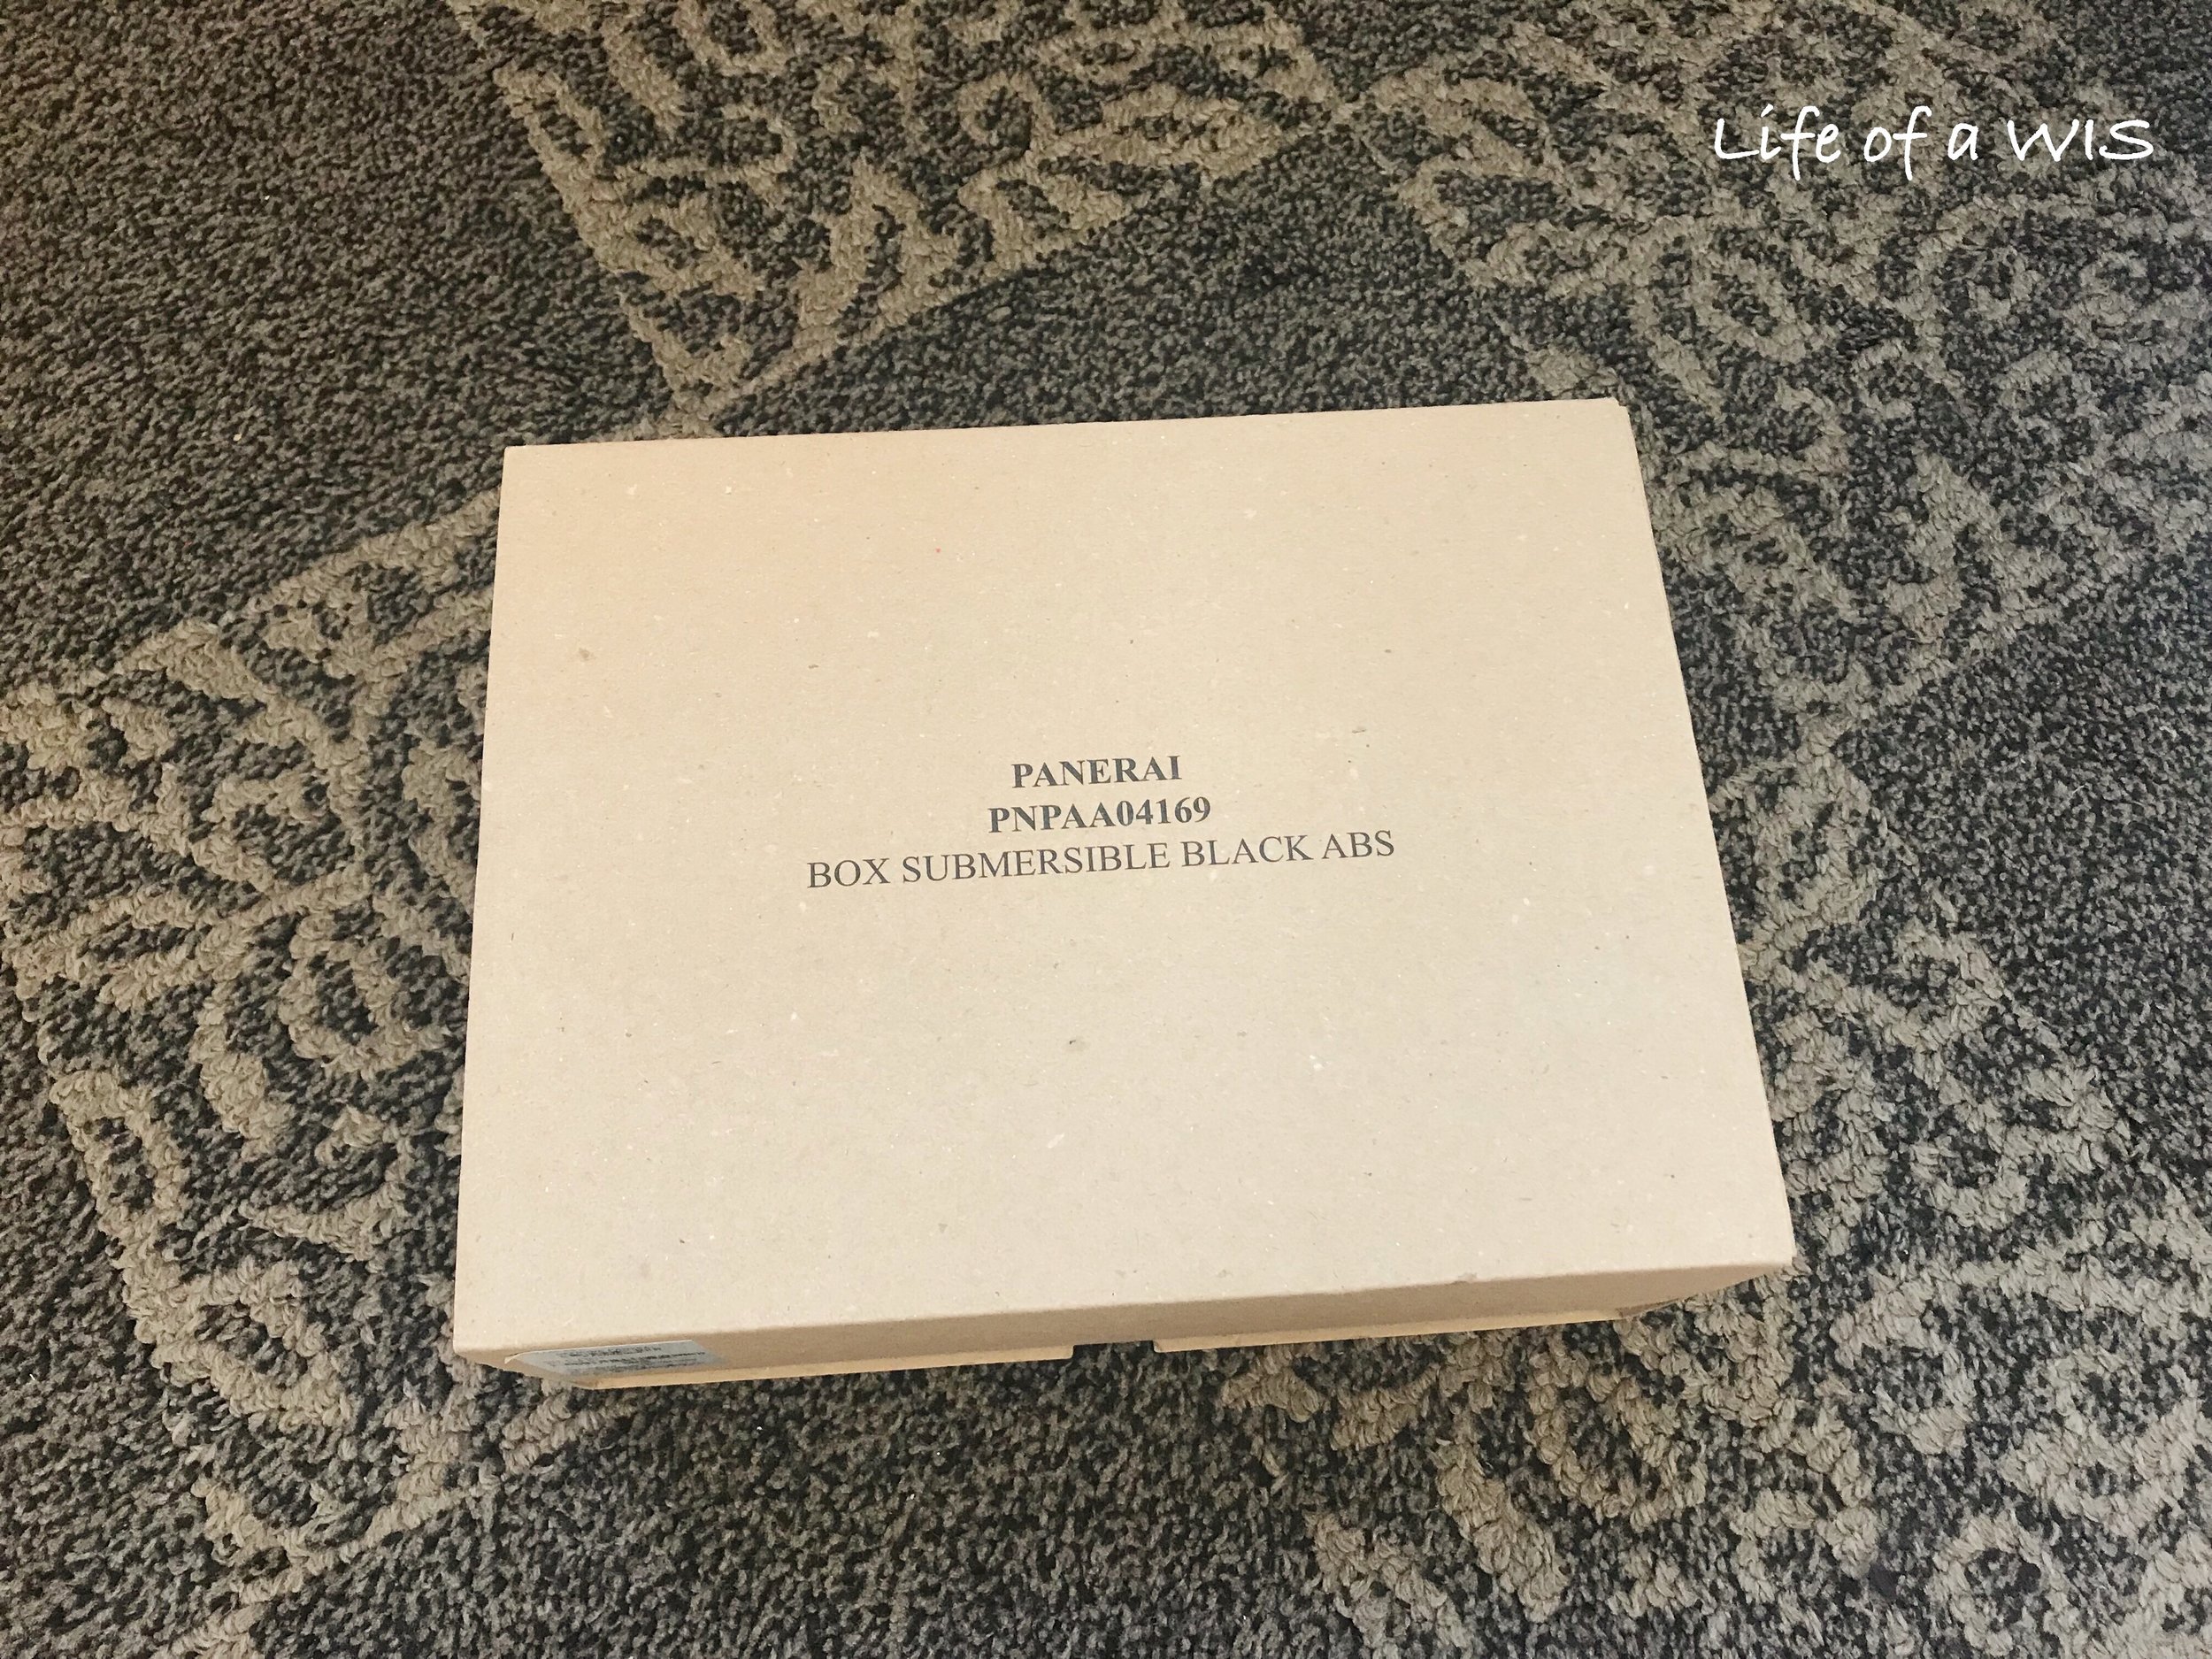 Life of a WIS
PANERAI
PNPAA04169
BOX SUBMERSIBLE BLACK ABS